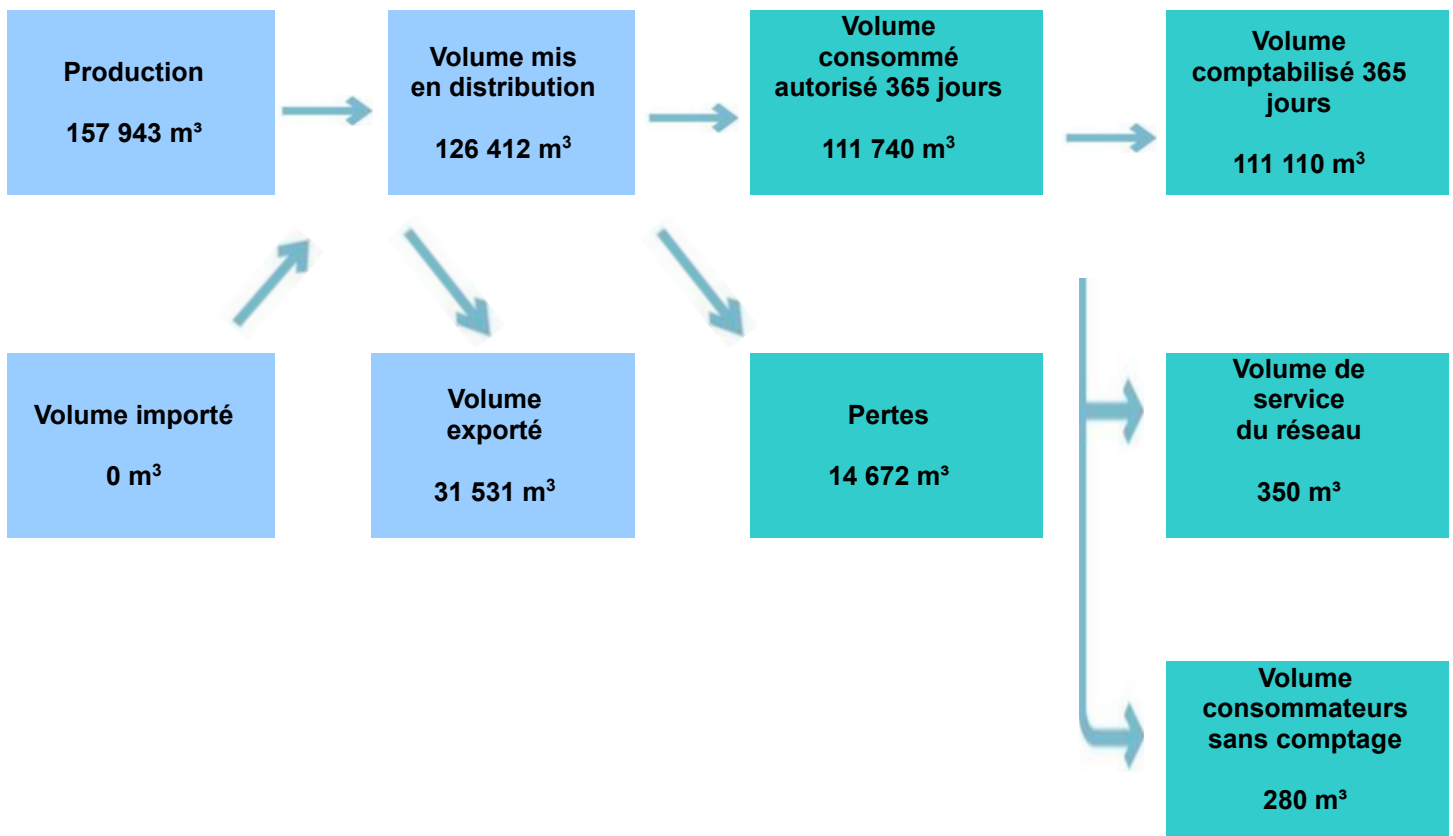 Production
157 943 m³
Volume mis
en distribution
126 412 m³
Volume
consommé
autorisé 365 jours
111 740 m³
Volume
comptabilisé 365
jours
111 110 m³
Volume importé
0 m³
Volume
exporté
31 531 m³
Pertes
14 672 m³
Volume de
service
du réseau
350 m³
Volume
consommateurs
sans comptage
280 m³